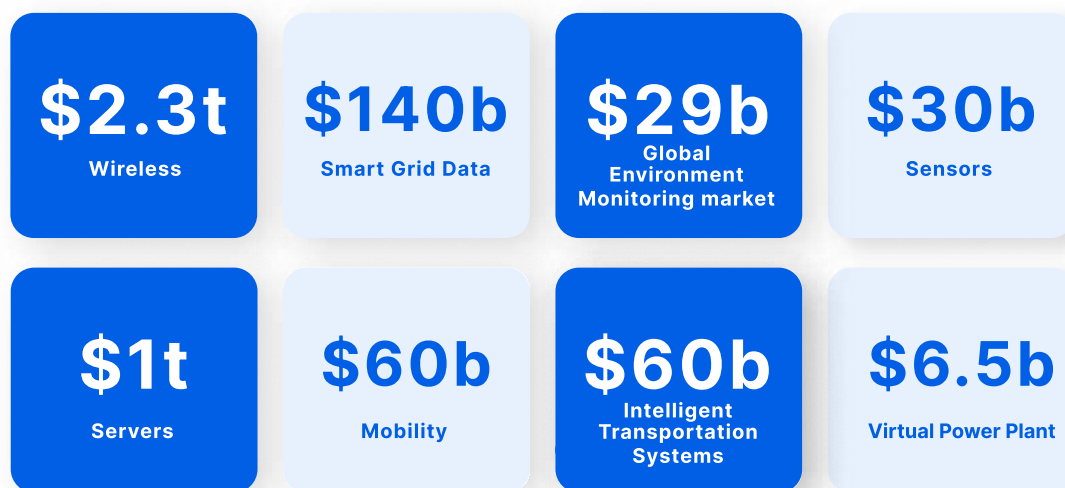 $2.3t
Wireless
$140b
Smart Grid Data
$29b
Global
Environment
Monitoring market
$30b
Sensors
$1t
Servers
$60b
Mobility
$60b
Intelligent
Transportation
Systems
$6.5b
Virtual Power Plant